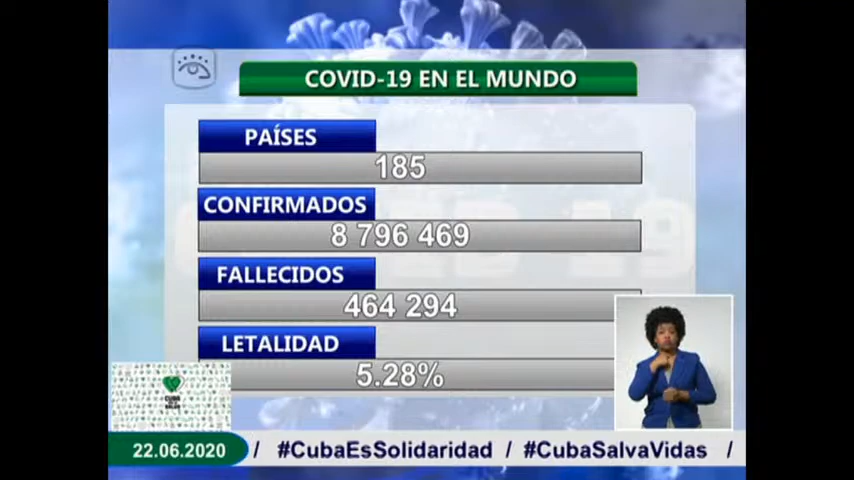 COVID-19 EN EL MUNDO
PAÍSES
185
CONFIRMADOS
8 796 469
FALLECIDOS
464 294
LETALIDAD
5.28%
CUBA
22.06.2020 / #CubaEsSolidaridad / #CubaSalvaVidas /